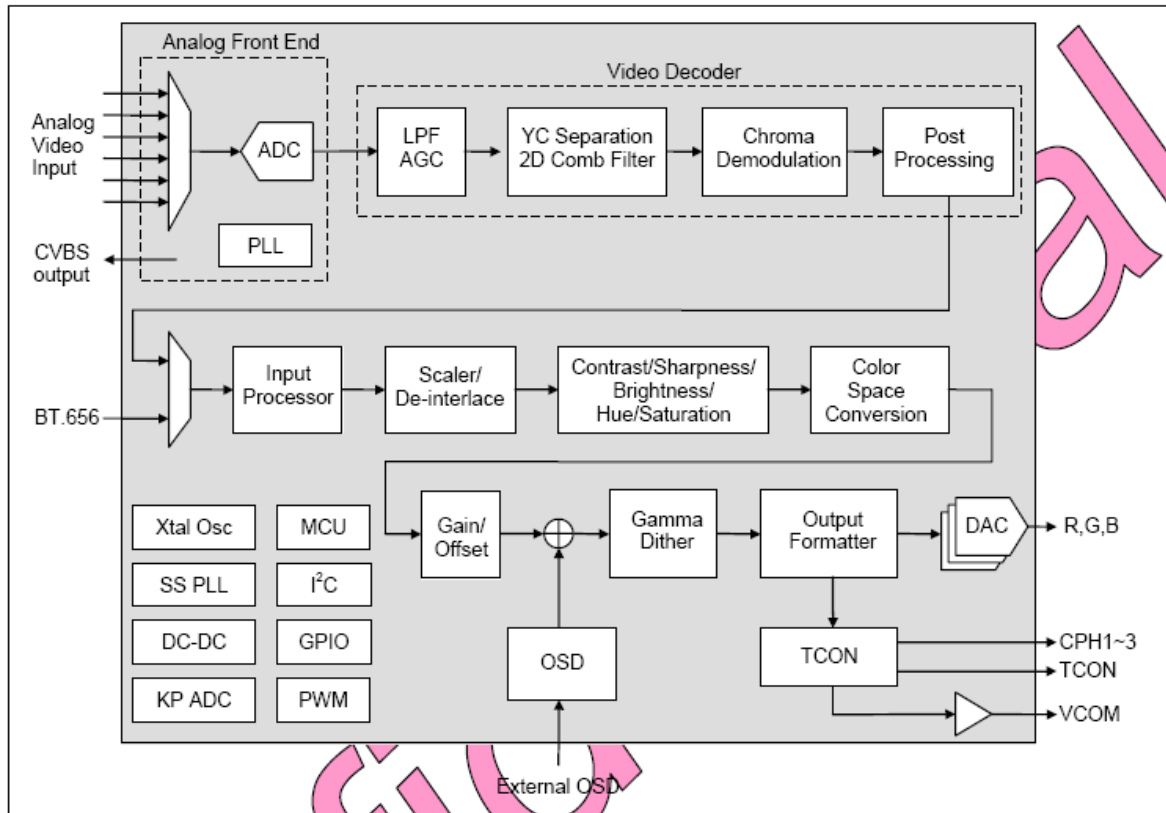 Analog Front End
Video Decoder
Analog
Video
Input
ADC
LPF
AGC
YC Separation
2D Comb Filter
Chroma
Demodulation
Post
Processing
PLL
CVBS
output
BT.656
Input
Processor
Scaler/
De-interlace
Contrast/Sharpness/
Brightness/
Hue/Saturation
Color
Space
Conversion
Xtal Osc
MCU
SS PLL
I²C
DC-DC
GPIO
KP ADC
PWM
Gain/
Offset
Gamma
Dither
Output
Formatter
DAC
R,G,B
OSD
TCON
CPH1~3
TCON
VCOM
External OSD